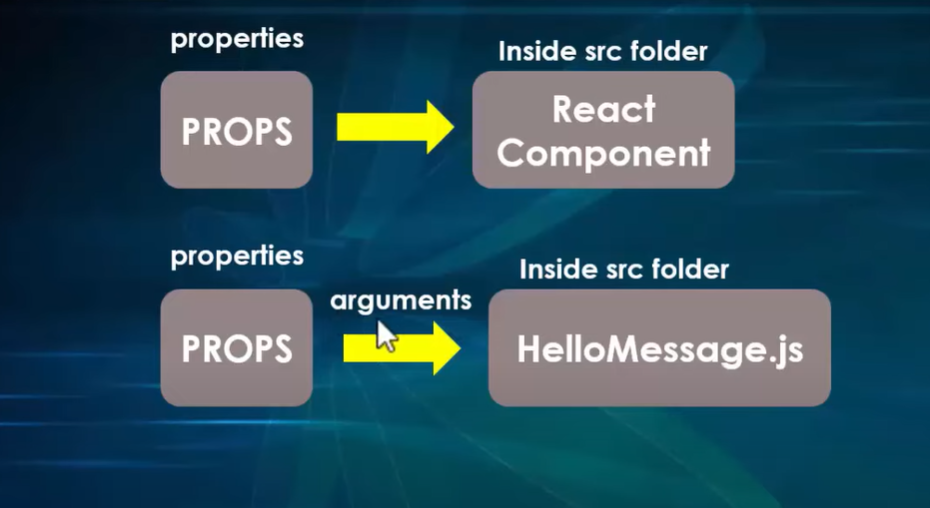 properties
Inside src folder
PROPS
React
Component
properties
Inside src folder
arguments
PROPS
HelloMessage.js